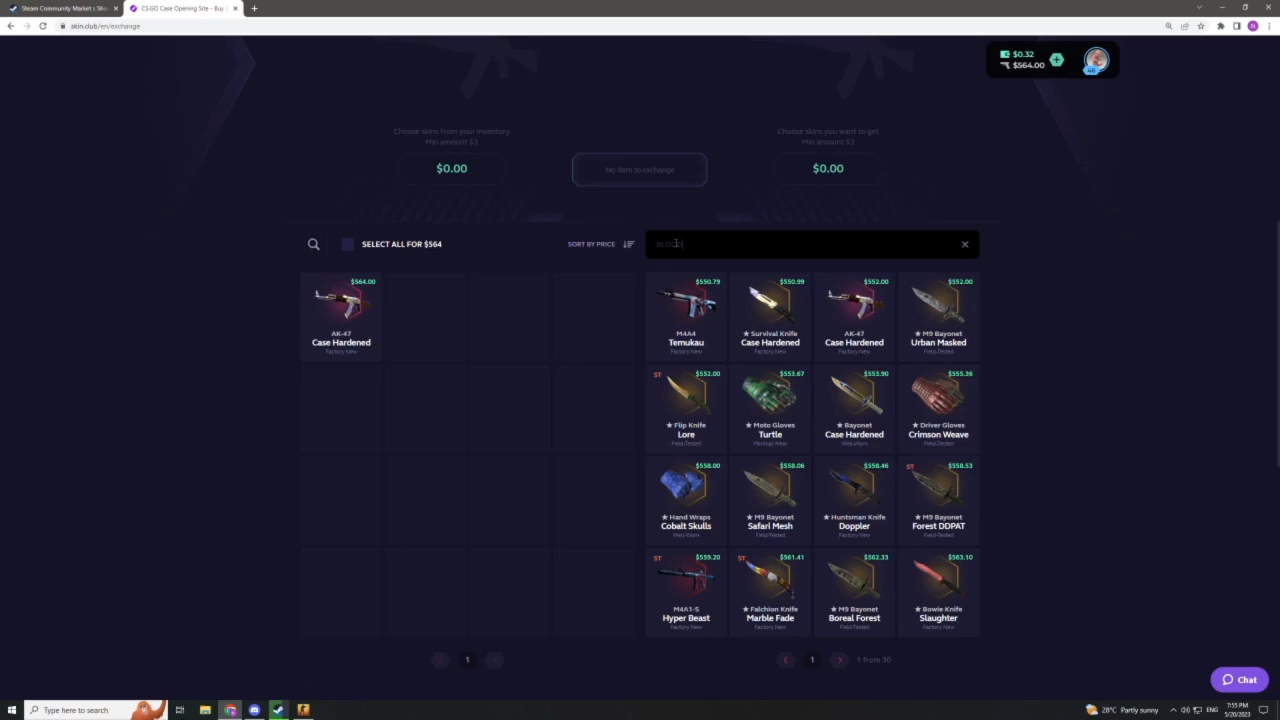 Steam Community Market :: Sho
CS:GO Case Opening Site - Buy
skin.club/en/exchange
N
$0.32
$564.00
46
Choose skins from your inventory
Min amount $3
$0.00
No item to exchange
Choose skins you want to get
Min amount $3
$0.00
SELECT ALL FOR $564
SORT BY PRICE
$564.00
AK-47
Case Hardened
Factory New
$550.79
M4A4
Temukau
Factory New
$550.99
★ Survival Knife
Case Hardened
Factory New
$552.00
AK-47
Case Hardened
Factory New
$552.00
★ M9 Bayonet
Urban Masked
Field-Tested
ST
$552.00
★ Flip Knife
Lore
Field-Tested
$553.67
★ Moto Gloves
Turtle
Minimal Wear
$553.90
★ Bayonet
Case Hardened
Well-Worn
$555.36
★ Driver Gloves
Crimson Weave
Field-Tested
$558.00
★ Hand Wraps
Cobalt Skulls
Well-Worn
$558.06
★ M9 Bayonet
Safari Mesh
Field-Tested
$558.46
★ Huntsman Knife
Doppler
Factory New
ST
$558.53
★ M9 Bayonet
Forest DDPAT
Field-Tested
ST
$559.20
M4A1-S
Hyper Beast
Factory New
ST
$561.41
★ Falchion Knife
Marble Fade
Factory New
$562.33
★ M9 Bayonet
Boreal Forest
Field-Tested
$563.10
★ Bowie Knife
Slaughter
Factory New
1
1
1 from 30
Chat
Type here to search
28°C Partly sunny
ENG
7:55 PM
5/20/2023